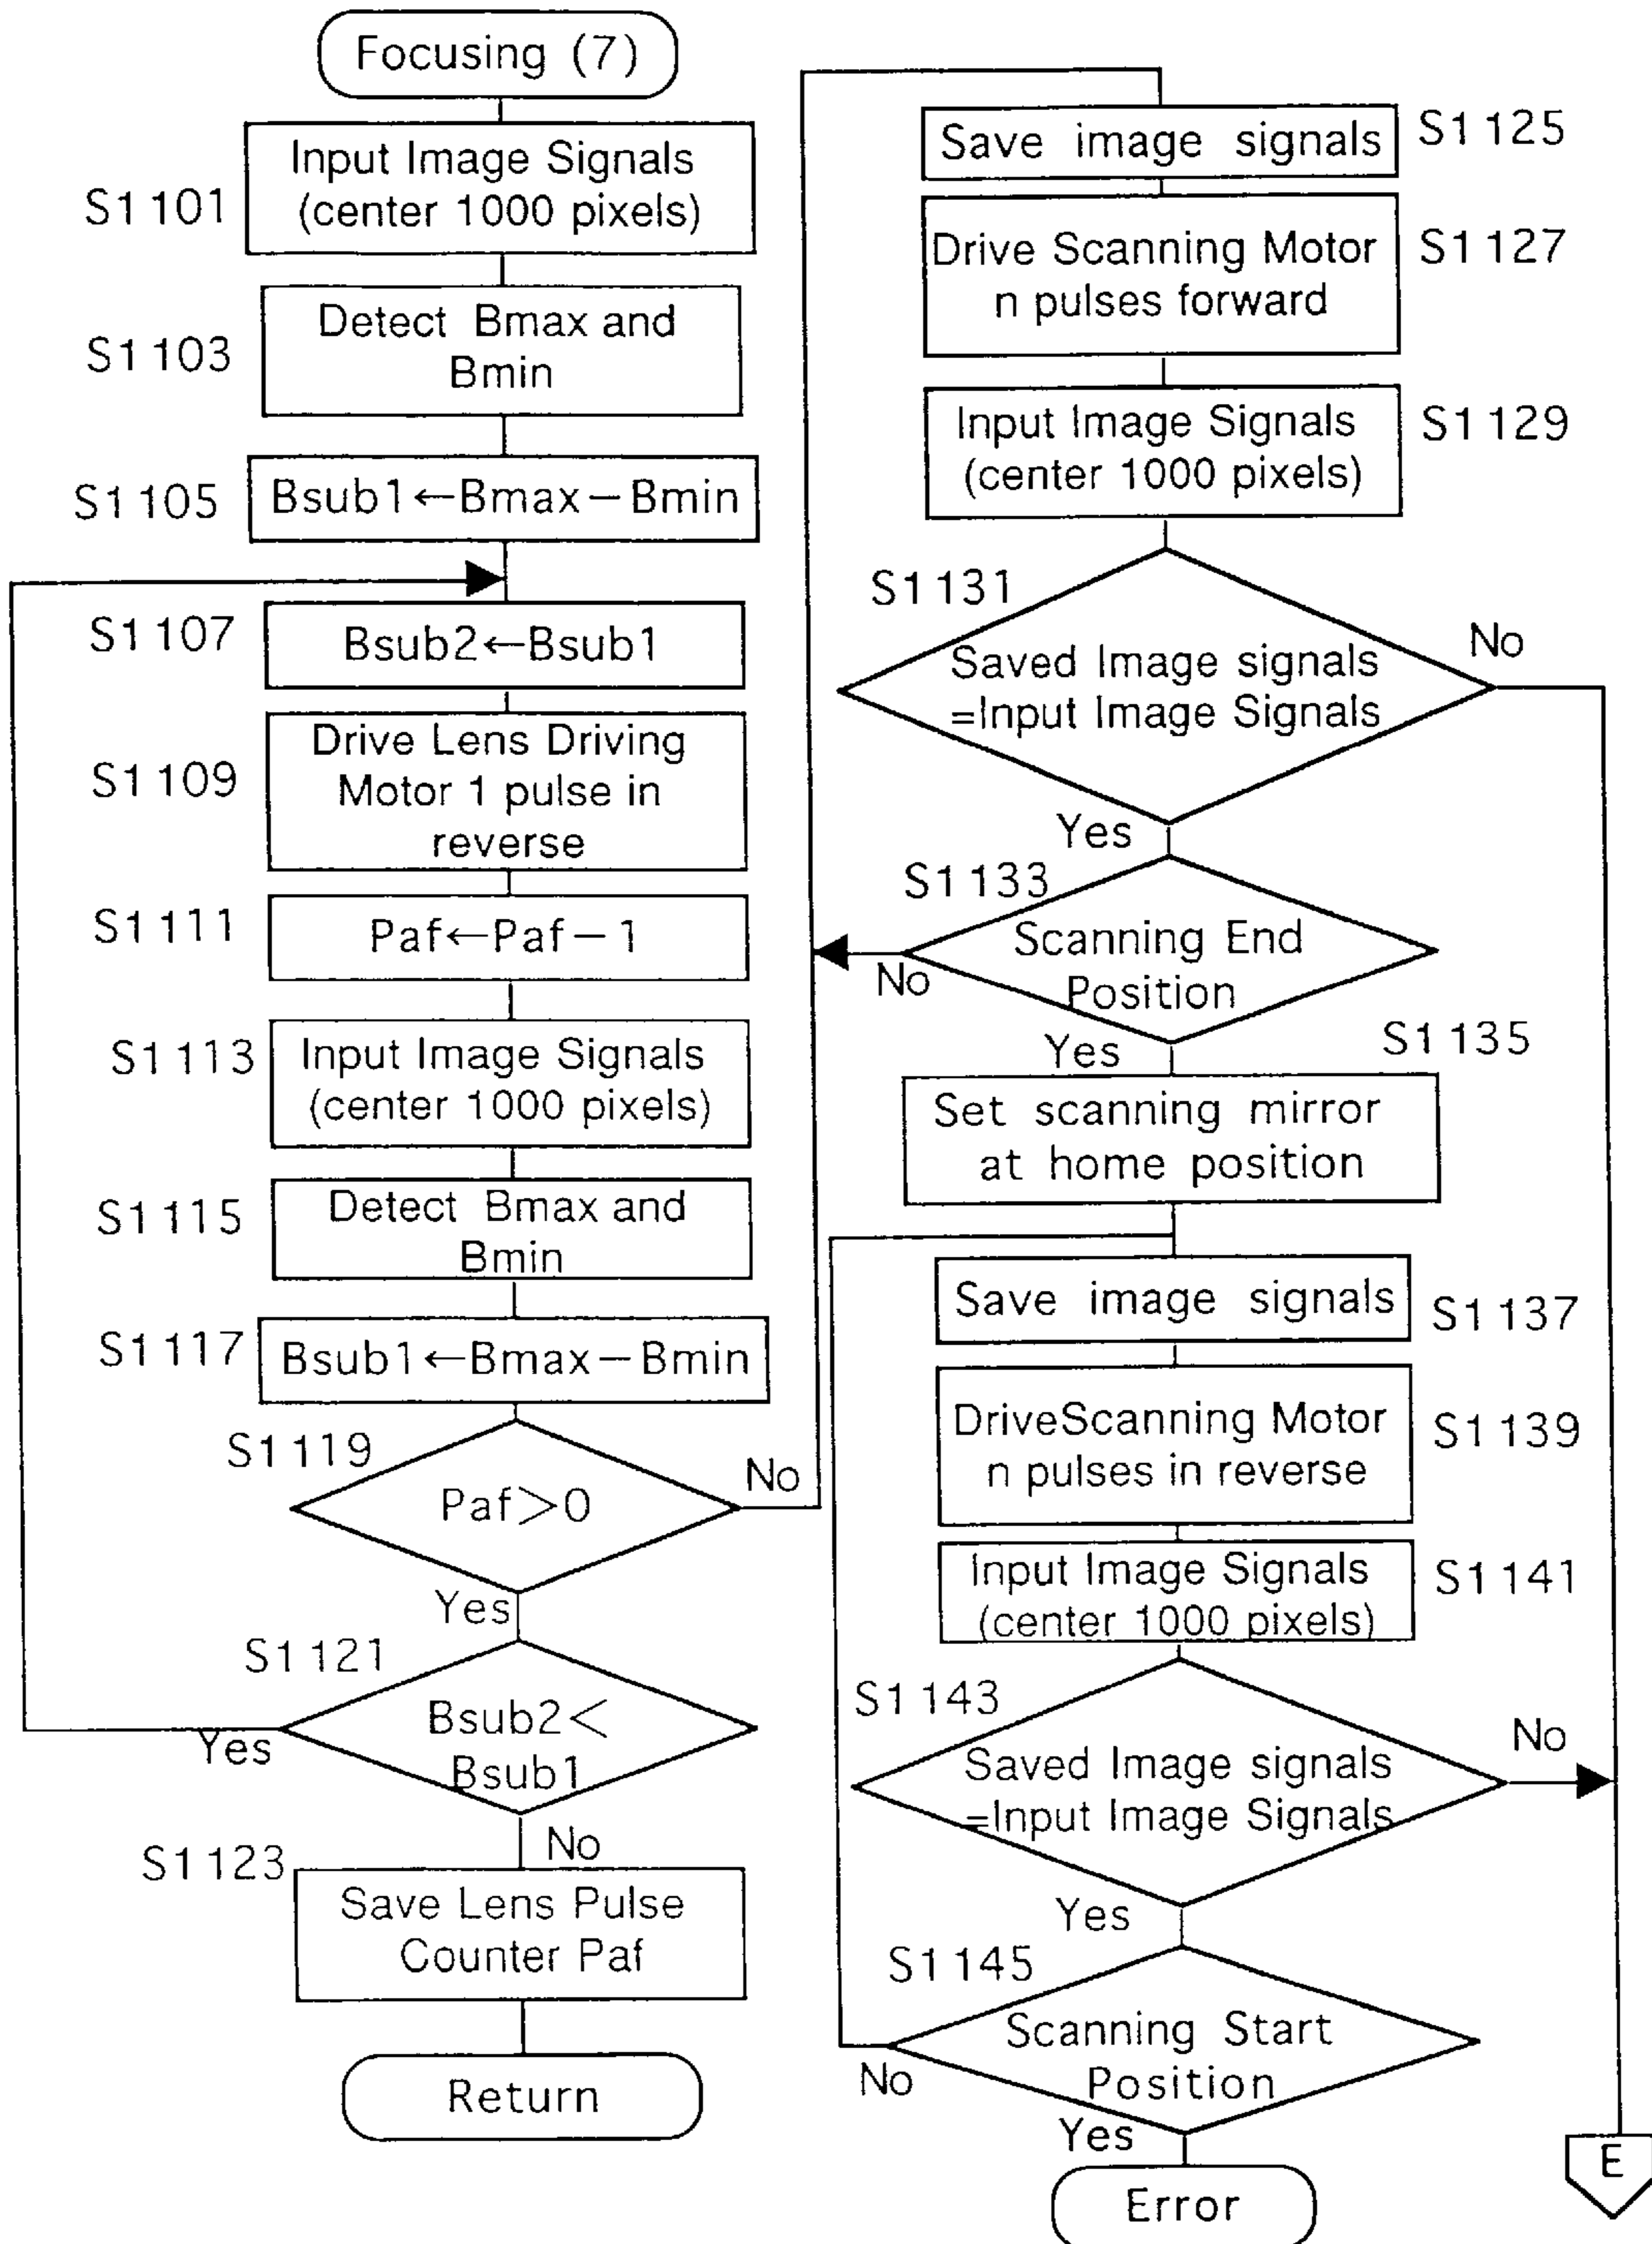 Focusing (7)
S1101
Input Image Signals
(center 1000 pixels)
S1103
Detect Bmax and
Bmin
S1105
Bsub1←Bmax−Bmin
S1107
Bsub2←Bsub1
S1109
Drive Lens Driving
Motor 1 pulse in
reverse
S1111
Paf←Paf−1
S1113
Input Image Signals
(center 1000 pixels)
S1115
Detect Bmax and
Bmin
S1117
Bsub1←Bmax−Bmin
S1119
Paf>0
No
Yes
S1121
Bsub2<
Bsub1
Yes
No
S1123
Save Lens Pulse
Counter Paf
Return
Save image signals
S1125
Drive Scanning Motor
n pulses forward
S1127
Input Image Signals
(center 1000 pixels)
S1129
S1131
Saved Image signals
=Input Image Signals
No
Yes
S1133
Scanning End
Position
No
Yes
S1135
Set scanning mirror
at home position
Save image signals
S1137
DriveScanning Motor
n pulses in reverse
S1139
Input Image Signals
(center 1000 pixels)
S1141
S1143
Saved Image signals
=Input Image Signals
No
Yes
S1145
Scanning Start
Position
No
Yes
Error
E